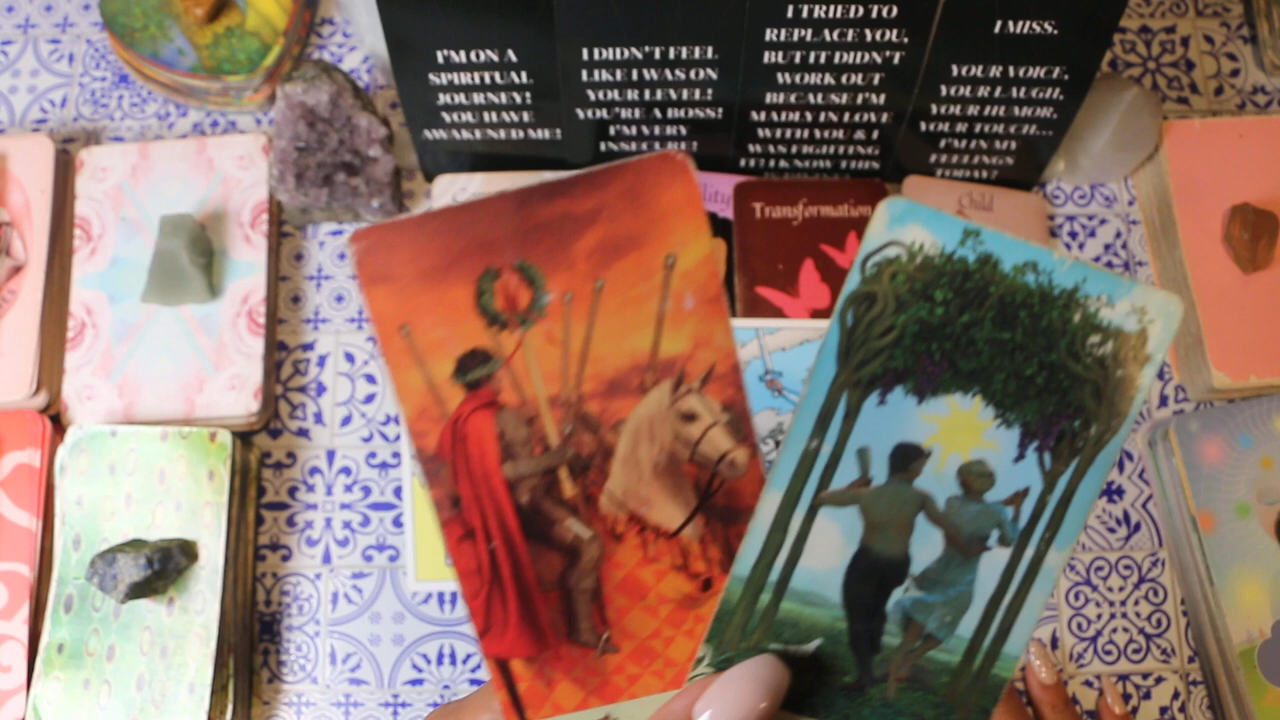 I'M ON A
SPIRITUAL
JOURNEY!
YOU HAVE
AWAKENED ME!
I DIDN'T FEEL
LIKE I WAS ON
YOUR LEVEL!
YOU'RE A BOSS!
I'M VERY
INSECURE!
I TRIED TO
REPLACE YOU,
BUT IT DIDN'T
WORK OUT
BECAUSE I'M
MADLY IN LOVE
WITH YOU & I
WAS FIGHTING
IT! I KNOW THIS
I MISS.
YOUR VOICE,
YOUR LAUGH,
YOUR HUMOR,
YOUR TOUCH...
I'M IN MY
FEELINGS
TODAY?
Transformation
Child